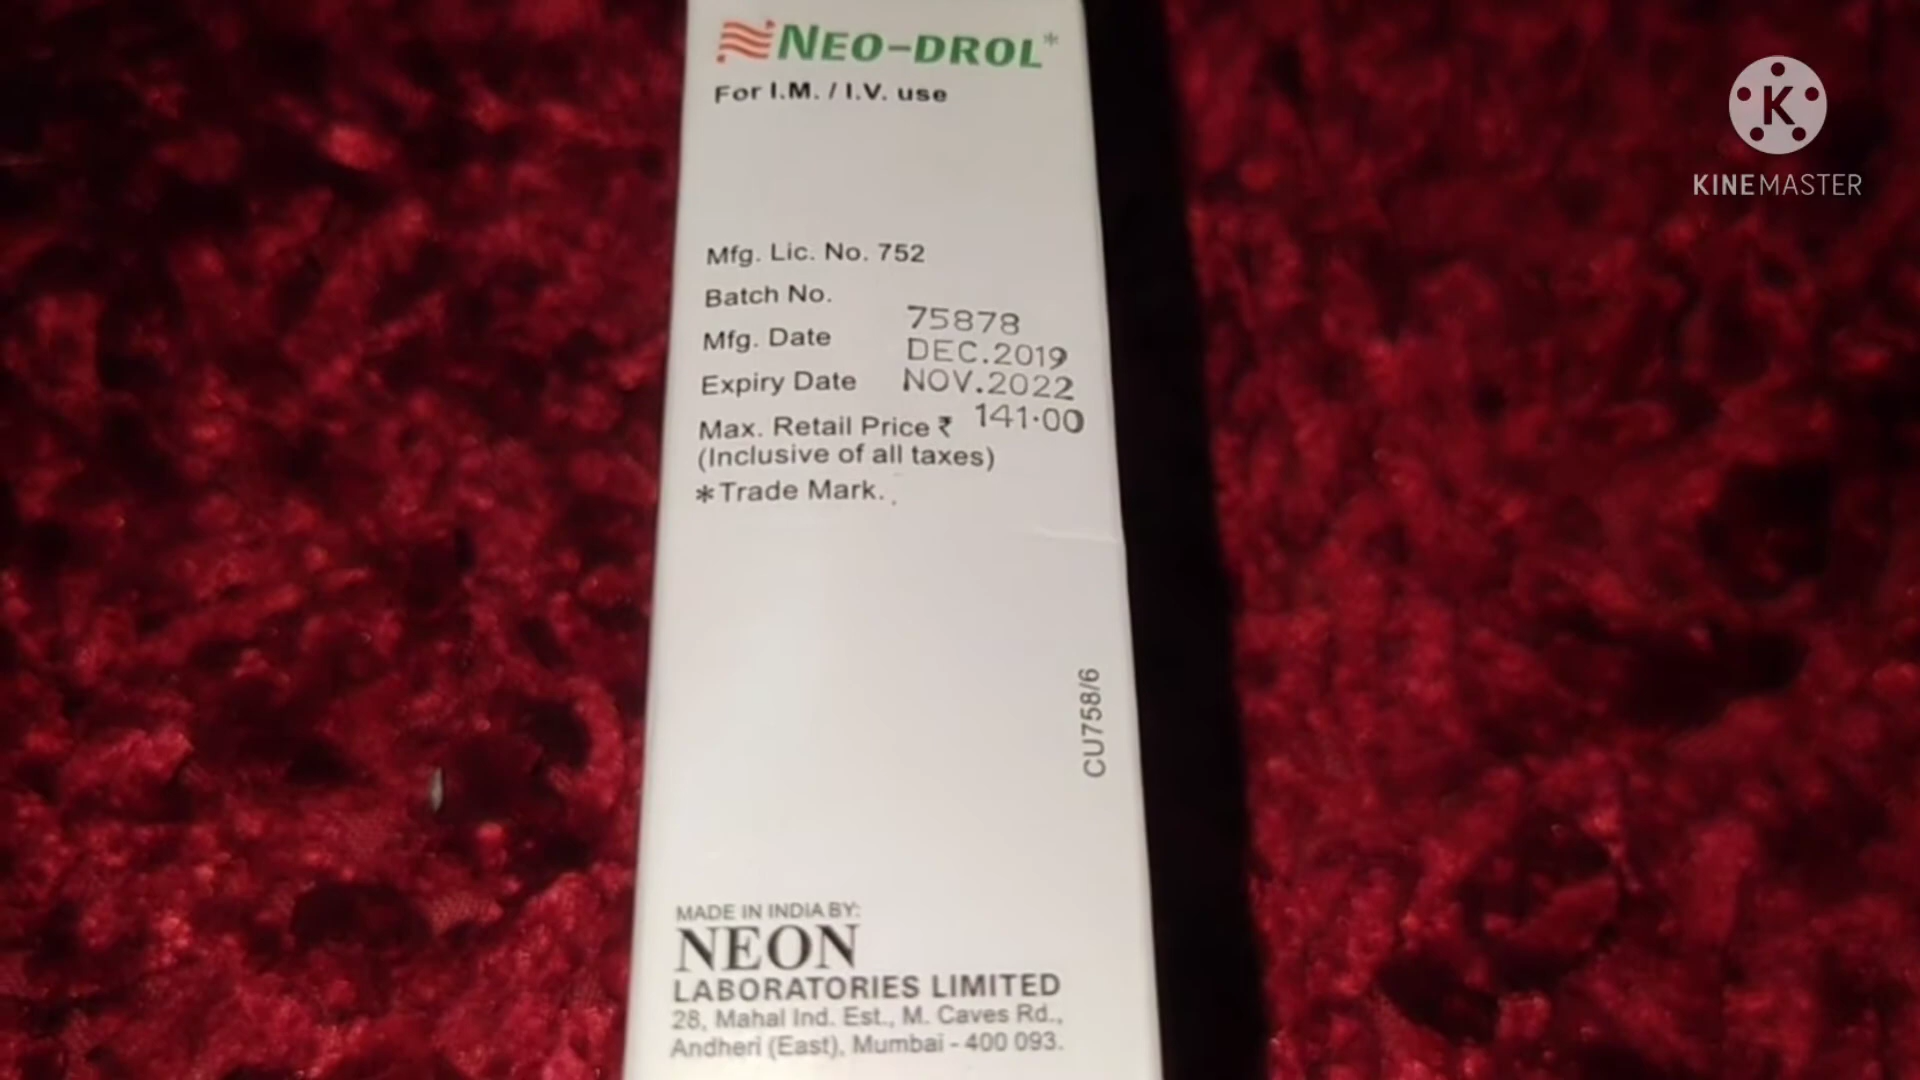 NEO-DROL*
For I.M. / I.V. use
Mfg. Lic. No. 752
Batch No. 75878
Mfg. Date DEC.2019
Expiry Date NOV.2022
Max. Retail Price ₹ 141.00
(Inclusive of all taxes)
*Trade Mark.
CU758/6
MADE IN INDIA BY:
NEON
LABORATORIES LIMITED
28, Mahal Ind. Est., M. Caves Rd.,
Andheri (East), Mumbai - 400 093.
K
KINEMASTER